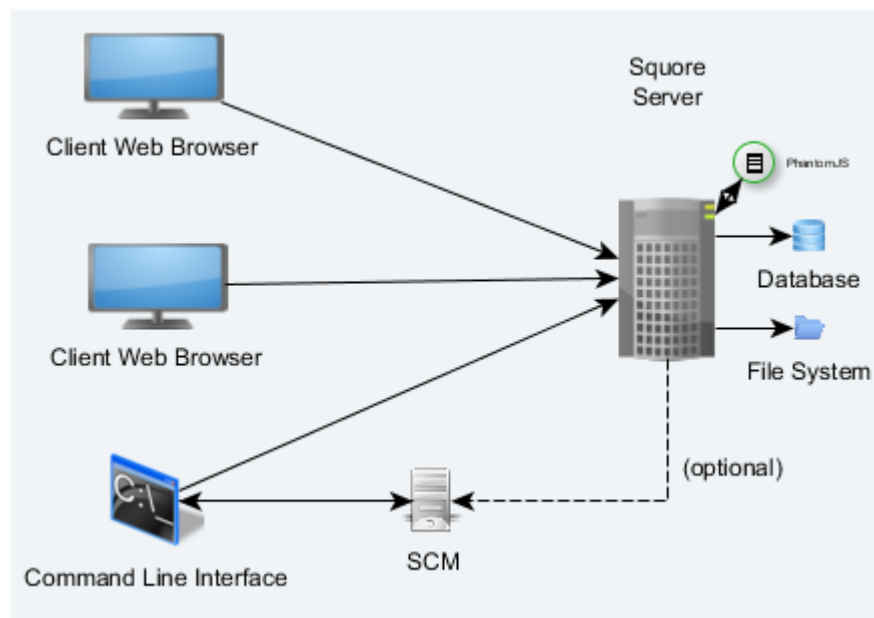 Squore
Server
Client Web Browser
PhantomJS
Database
Client Web Browser
File System
(optional)
C:\_
SCM
Command Line Interface